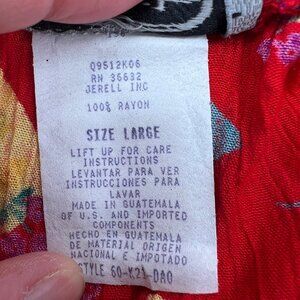 Q9512K06
RN 36632
JERELL INC
100% RAYON
SIZE LARGE
LIFT UP FOR CARE
INSTRUCTIONS
LEVANTAR PARA VER
INSTRUCCIONES PARA
LAVAR
MADE IN GUATEMALA
OF U.S. AND IMPORTED
COMPONENTS
HECHO EN GUATEMALA
DE MATERIAL ORIGEN
NACIONAL E IMPOTADO
STYLE 60-K21-DAO